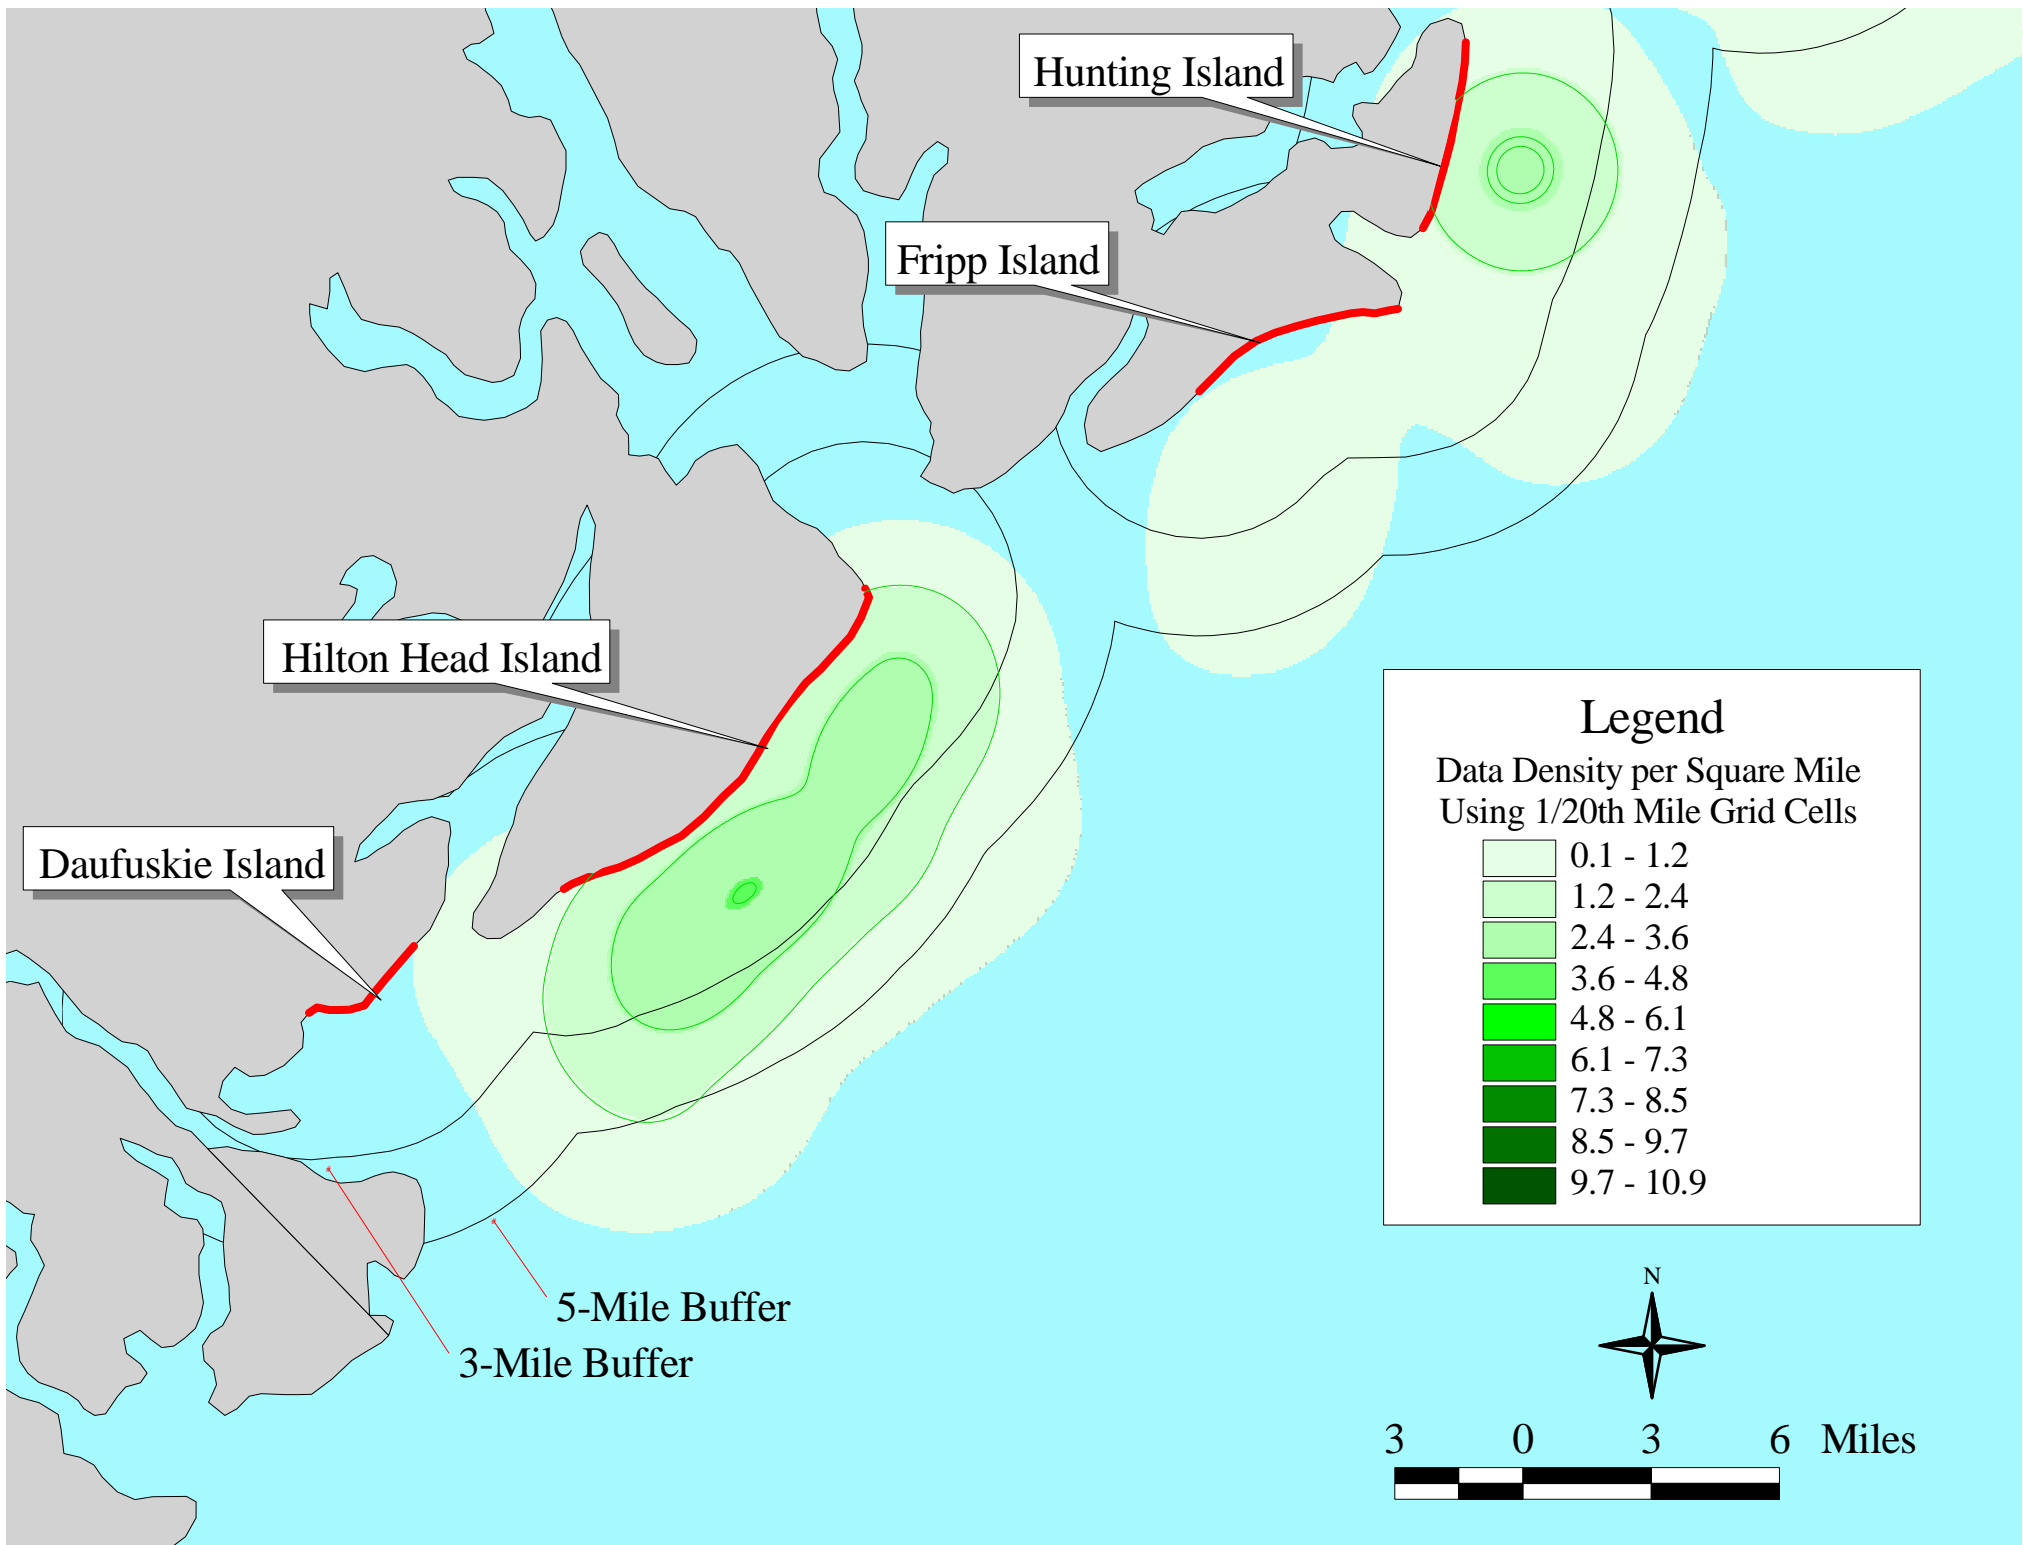 Hunting Island
Fripp Island
Hilton Head Island
Daufuskie Island
Legend
Data Density per Square Mile
Using 1/20th Mile Grid Cells
0.1 - 1.2
1.2 - 2.4
2.4 - 3.6
3.6 - 4.8
4.8 - 6.1
6.1 - 7.3
7.3 - 8.5
8.5 - 9.7
9.7 - 10.9
5-Mile Buffer
3-Mile Buffer
N
3 0 3 6 Miles